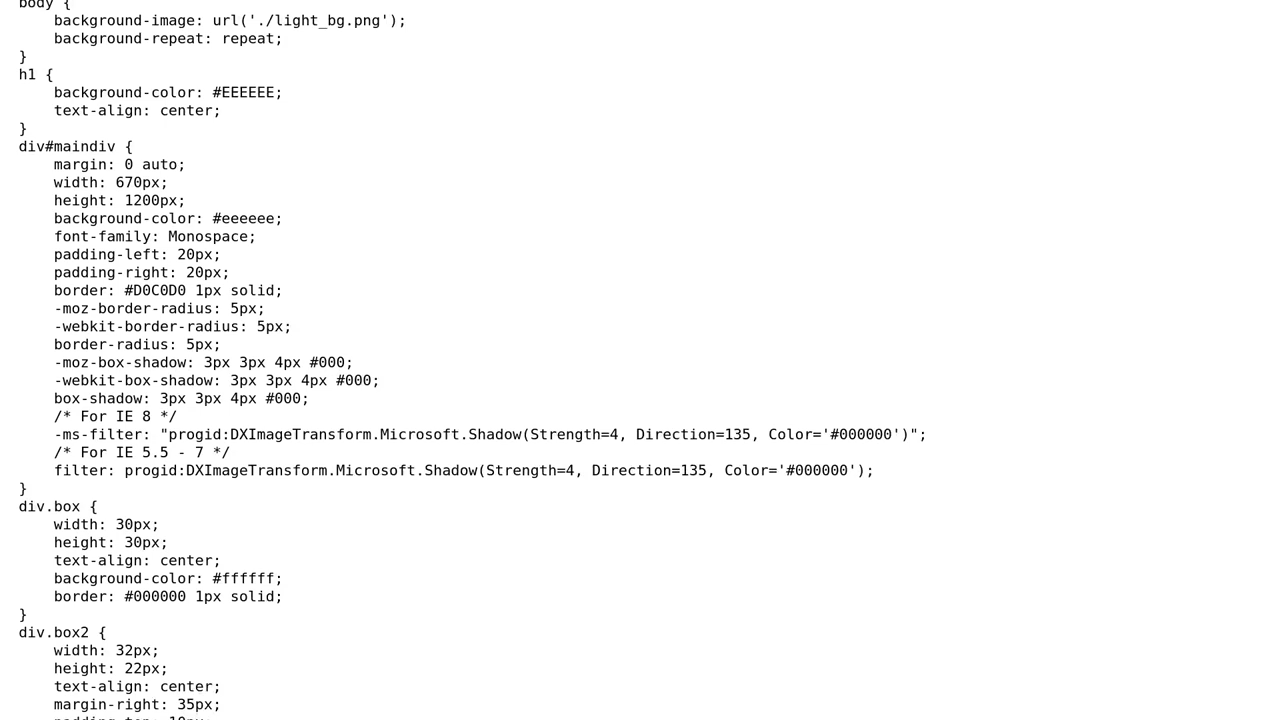 body {
    background-image: url('./light_bg.png');
    background-repeat: repeat;
}
h1 {
    background-color: #EEEEEE;
    text-align: center;
}
div#maindiv {
    margin: 0 auto;
    width: 670px;
    height: 1200px;
    background-color: #eeeeee;
    font-family: Monospace;
    padding-left: 20px;
    padding-right: 20px;
    border: #D0C0D0 1px solid;
    -moz-border-radius: 5px;
    -webkit-border-radius: 5px;
    border-radius: 5px;
    -moz-box-shadow: 3px 3px 4px #000;
    -webkit-box-shadow: 3px 3px 4px #000;
    box-shadow: 3px 3px 4px #000;
    /* For IE 8 */
    -ms-filter: "progid:DXImageTransform.Microsoft.Shadow(Strength=4, Direction=135, Color='#000000')";
    /* For IE 5.5 - 7 */
    filter: progid:DXImageTransform.Microsoft.Shadow(Strength=4, Direction=135, Color='#000000');
}
div.box {
    width: 30px;
    height: 30px;
    text-align: center;
    background-color: #ffffff;
    border: #000000 1px solid;
}
div.box2 {
    width: 32px;
    height: 22px;
    text-align: center;
    margin-right: 35px;
    padding-top: 10px;